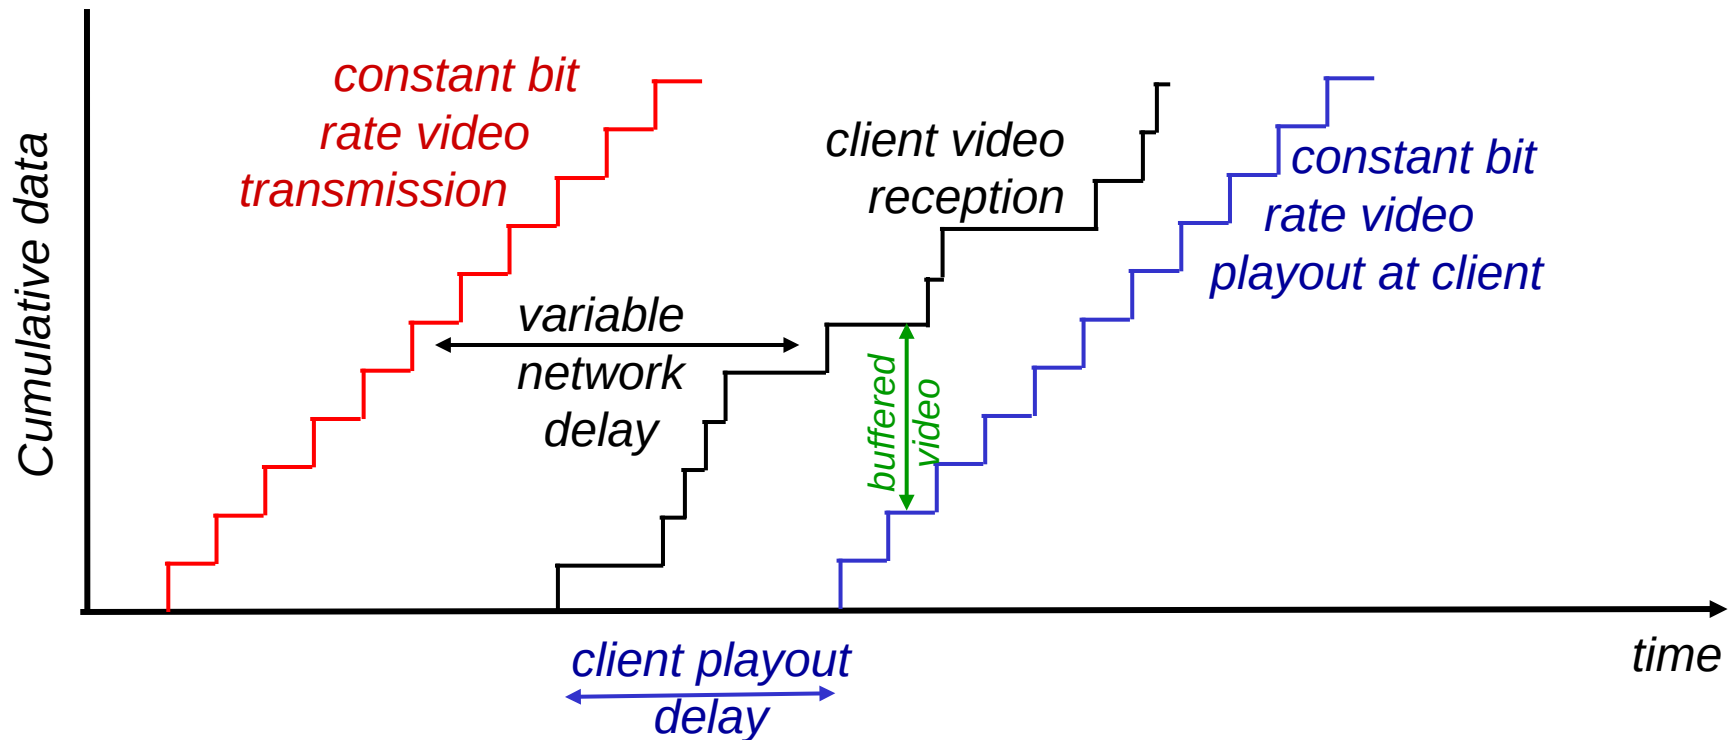 constant bit
rate video
transmission
client video
reception
constant bit
rate video
playout at client
Cumulative data
variable
network
delay
buffered
video
client playout
delay
time